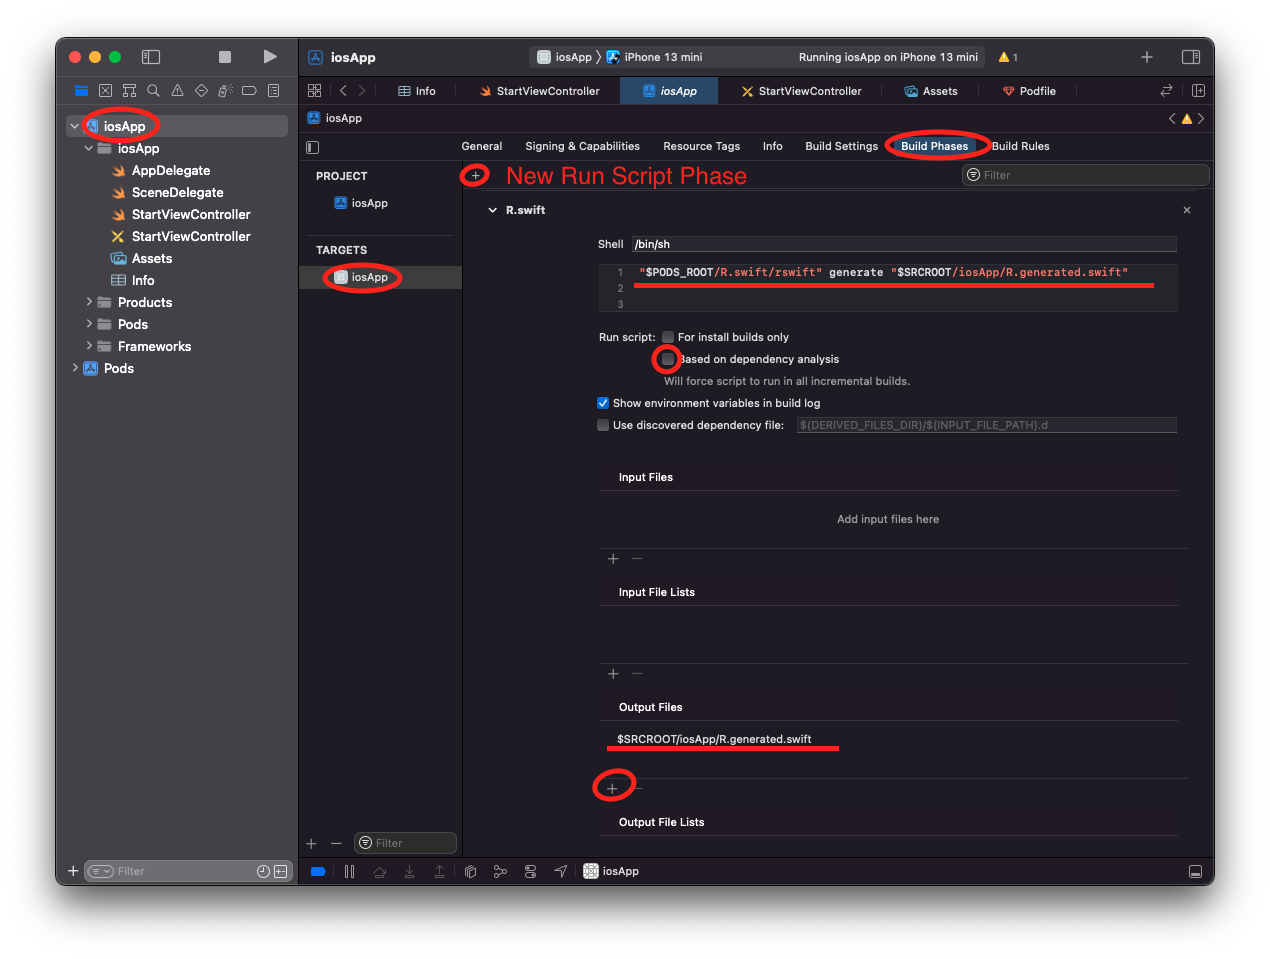 iosApp
iosApp 〉 iPhone 13 mini
Running iosApp on iPhone 13 mini
1
Info
StartViewController
iosApp
StartViewController
Assets
Podfile
iosApp
iosApp
iosApp
AppDelegate
SceneDelegate
StartViewController
StartViewController
Assets
Info
Products
Pods
Frameworks
Pods
Filter
General
Signing & Capabilities
Resource Tags
Info
Build Settings
Build Phases
Build Rules
PROJECT
iosApp
TARGETS
iosApp
Filter
+ New Run Script Phase
Filter
R.swift
Shell /bin/sh
1 "$PODS_ROOT/R.swift/rswift" generate "$SRCROOT/iosApp/R.generated.swift"
2
3
Run script: For install builds only
Based on dependency analysis
Will force script to run in all incremental builds.
Show environment variables in build log
Use discovered dependency file: $(DERIVED_FILES_DIR)/$(INPUT_FILE_PATH).d
Input Files
Add input files here
Input File Lists
Output Files
$SRCROOT/iosApp/R.generated.swift
Output File Lists
iosApp